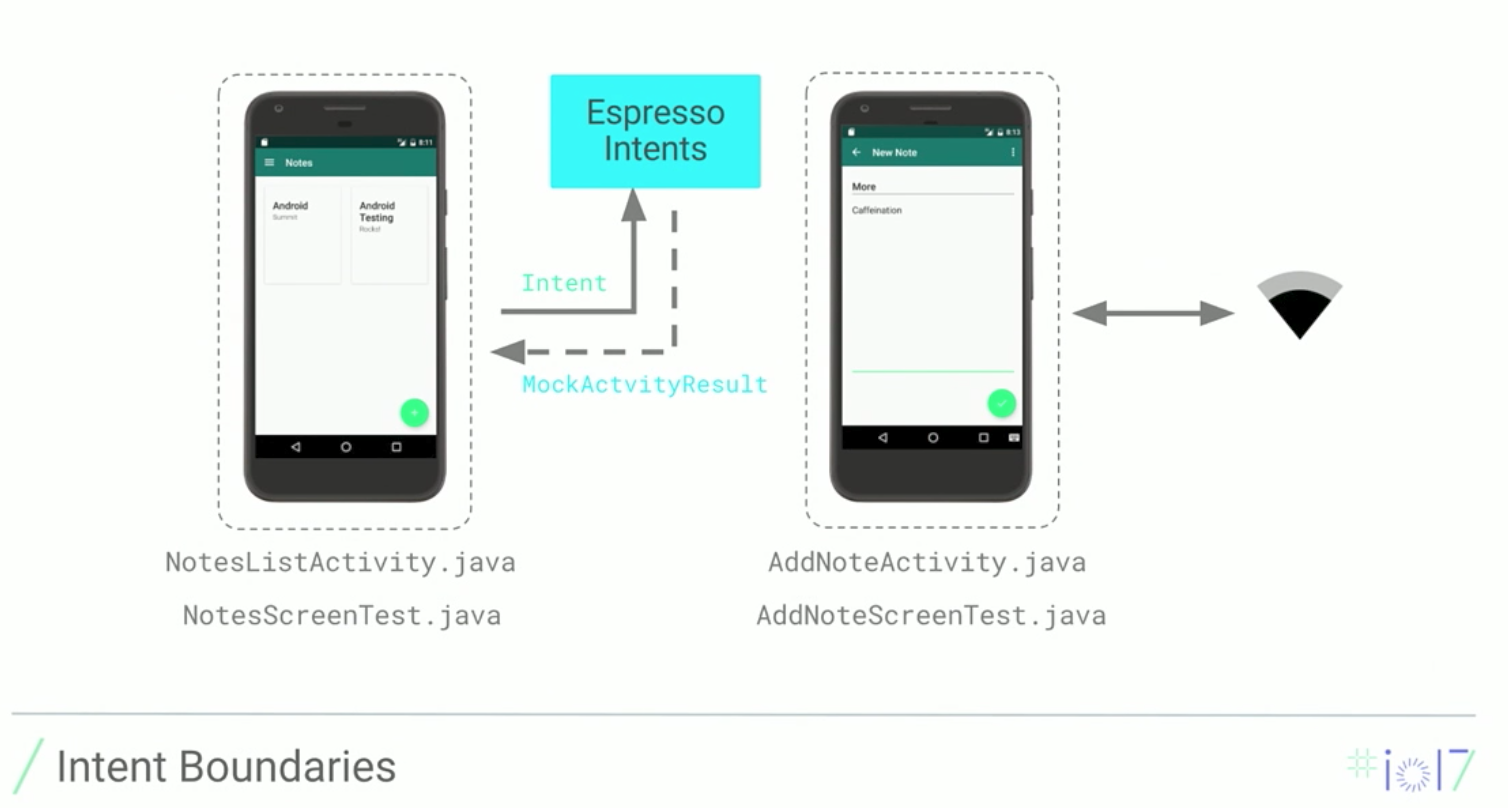 Espresso
Intents
8:11
Notes
Android
Summit
Android
Testing
Rocks!
Intent
MockActvityResult
8:13
New Note
More
Caffeination
NotesListActivity.java
NotesScreenTest.java
AddNoteActivity.java
AddNoteScreenTest.java
Intent Boundaries
#io17